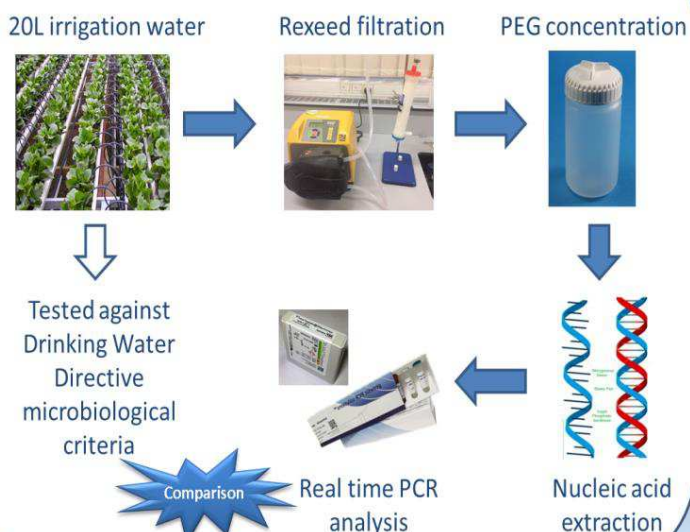 20L irrigation water
Rexeed filtration
PEG concentration
Tested against
Drinking Water
Directive
microbiological
criteria
Comparison
Real time PCR
analysis
Nucleic acid
extraction